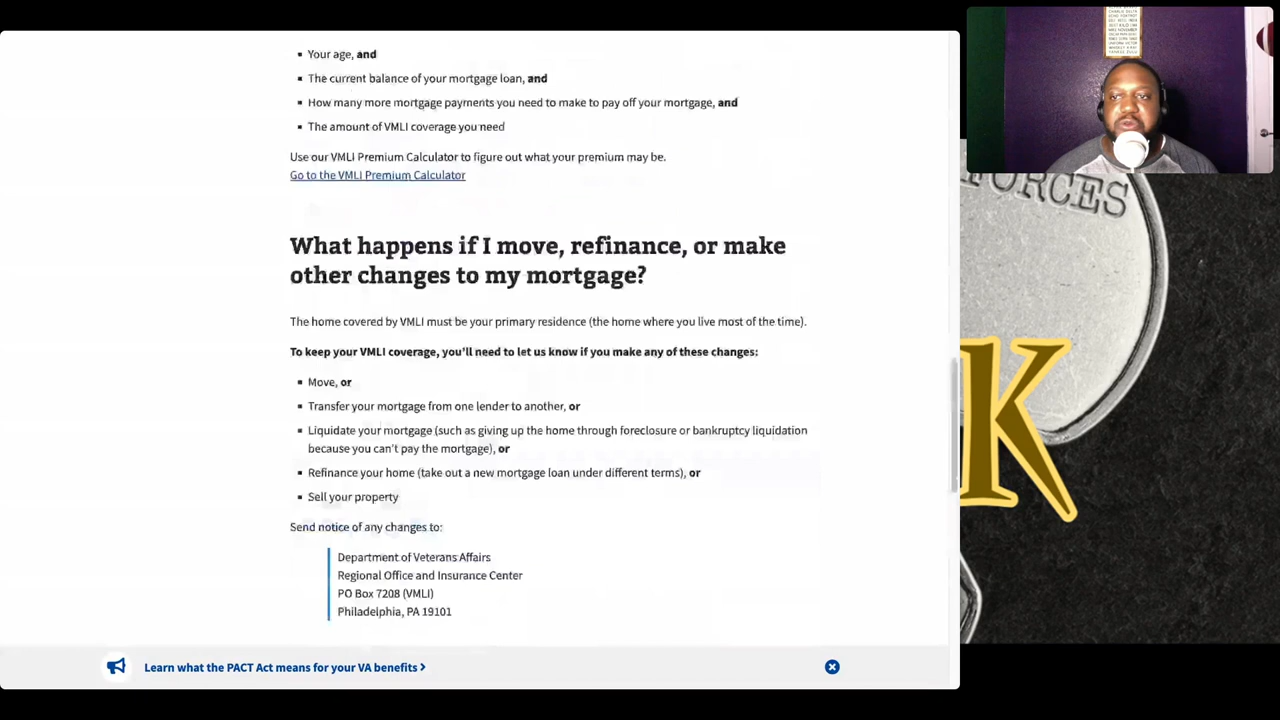 Your age, and
The current balance of your mortgage loan, and
How many more mortgage payments you need to make to pay off your mortgage, and
The amount of VMLI coverage you need
Use our VMLI Premium Calculator to figure out what your premium may be.
Go to the VMLI Premium Calculator
What happens if I move, refinance, or make
other changes to my mortgage?
The home covered by VMLI must be your primary residence (the home where you live most of the time).
To keep your VMLI coverage, you'll need to let us know if you make any of these changes:
Move, or
Transfer your mortgage from one lender to another, or
Liquidate your mortgage (such as giving up the home through foreclosure or bankruptcy liquidation
because you can't pay the mortgage), or
Refinance your home (take out a new mortgage loan under different terms), or
Sell your property
Send notice of any changes to:
Department of Veterans Affairs
Regional Office and Insurance Center
PO Box 7208 (VMLI)
Philadelphia, PA 19101
Learn what the PACT Act means for your VA benefits
FORCES
K